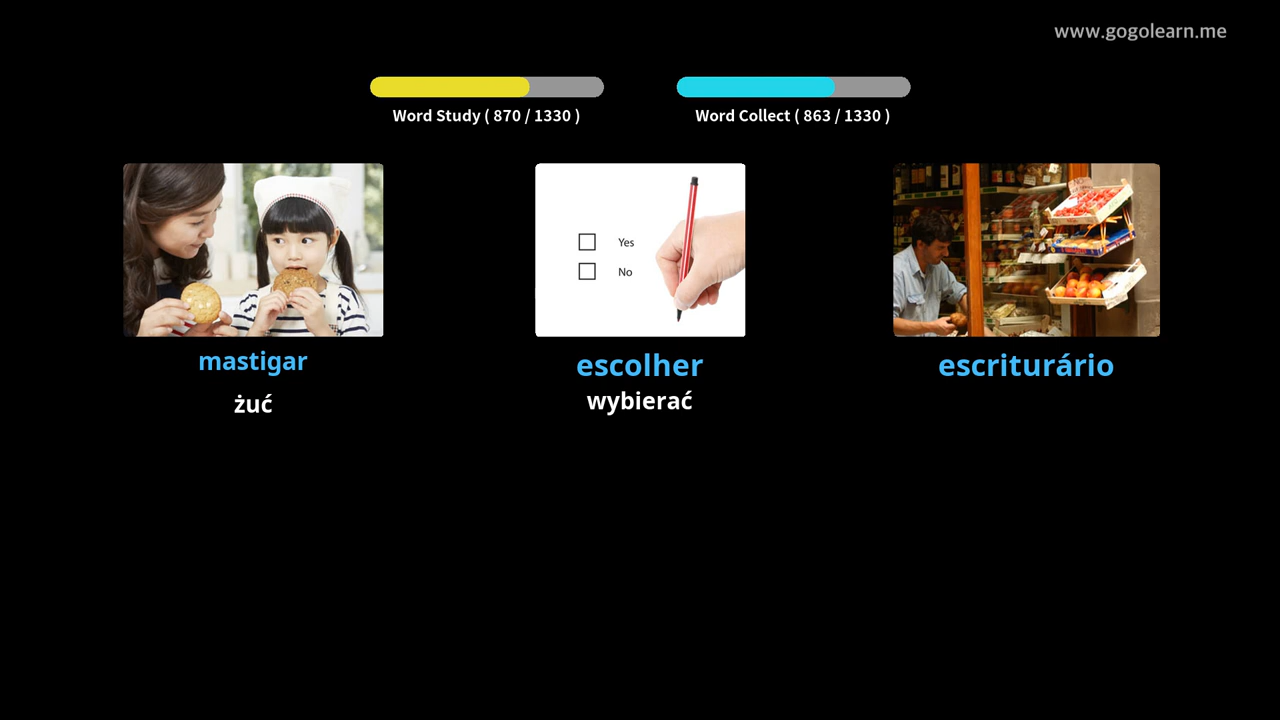 www.gogolearn.me
Word Study ( 870 / 1330 )
Word Collect ( 863 / 1330 )
Yes
No
mastigar
żuć
escolher
wybierać
escriturário